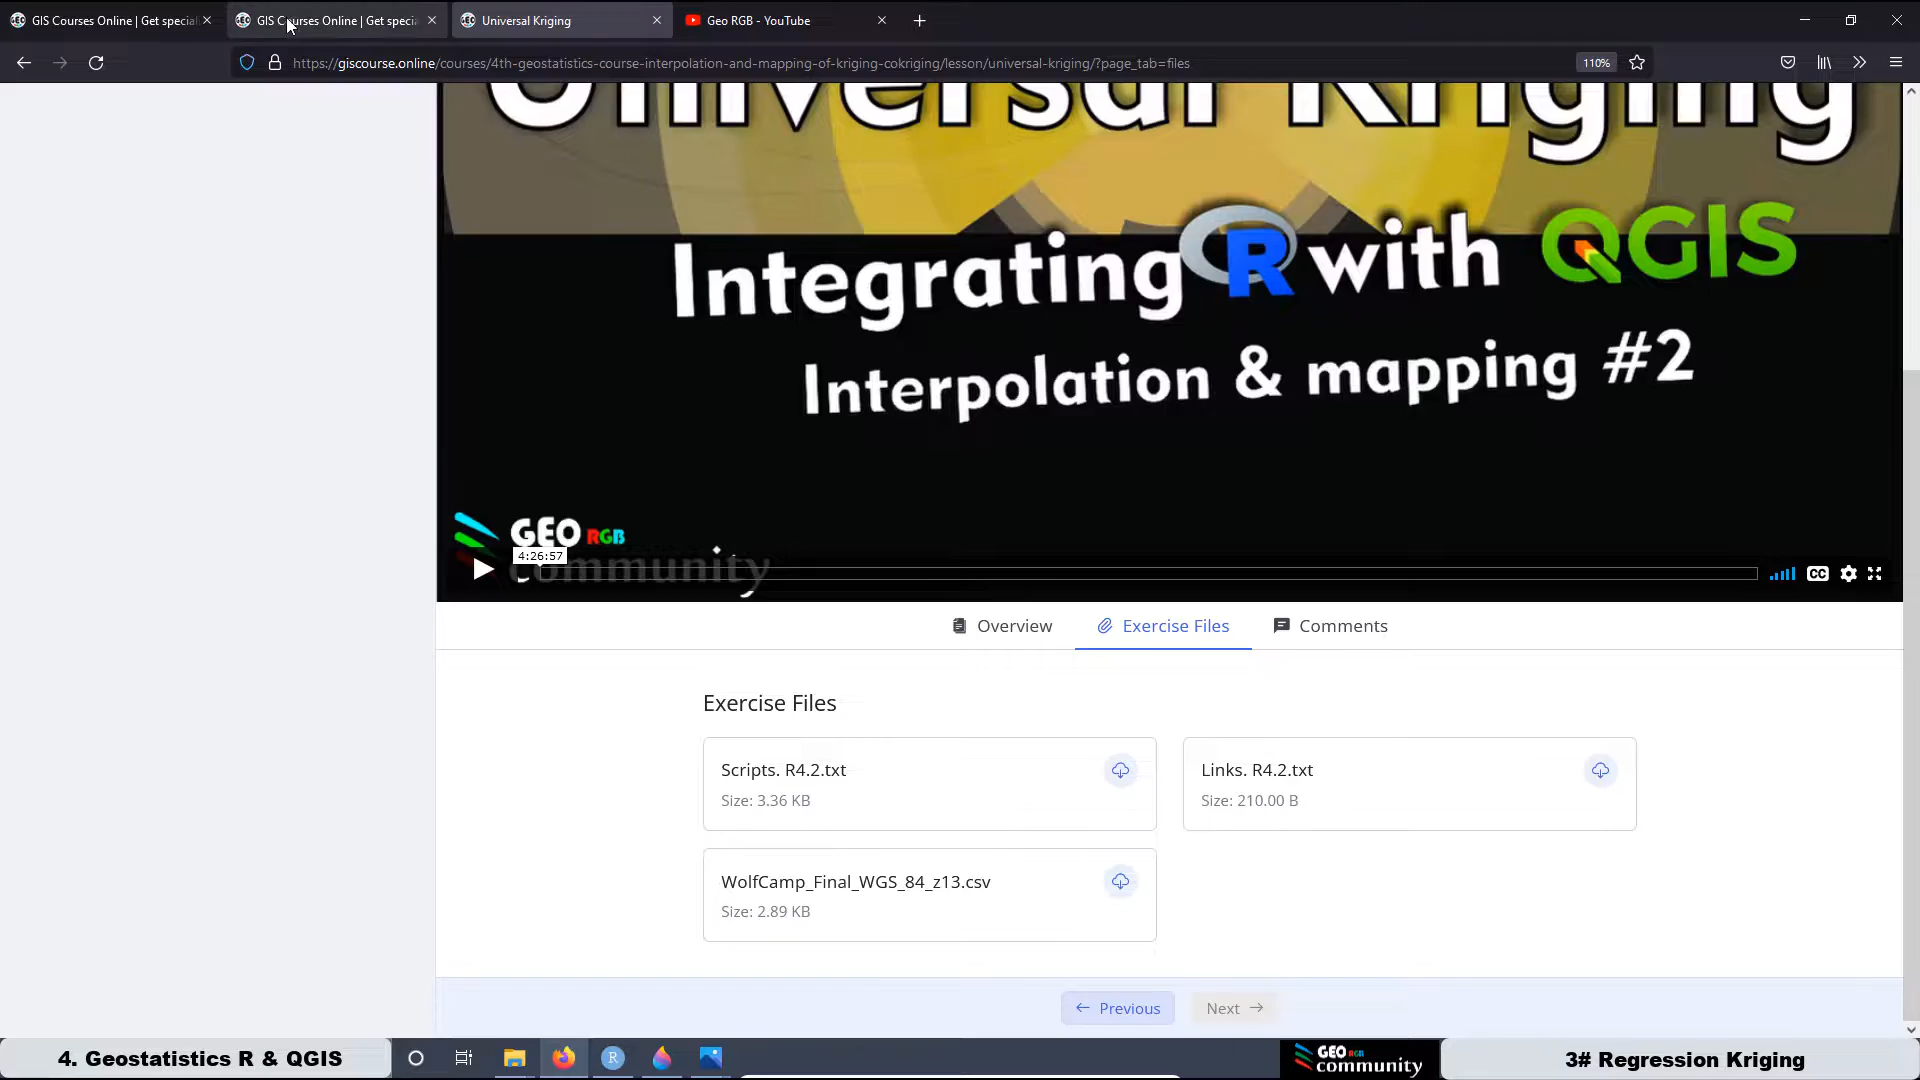 GIS Courses Online | Get special
GIS Courses Online | Get specia
Universal Kriging
Geo RGB - YouTube
https://giscourse.online/courses/4th-geostatistics-course-interpolation-and-mapping-of-kriging-cokriging/lesson/universal-kriging/?page_tab=files
110%
Universal Kriging
Integrating R with QGIS
Interpolation & mapping #2
GEO RGB
community
4:26:57
CC
Overview
Exercise Files
Comments
Exercise Files
Scripts. R4.2.txt
Size: 3.36 KB
Links. R4.2.txt
Size: 210.00 B
WolfCamp_Final_WGS_84_z13.csv
Size: 2.89 KB
Previous
Next
4. Geostatistics R & QGIS
R
GEO RGB
community
3# Regression Kriging